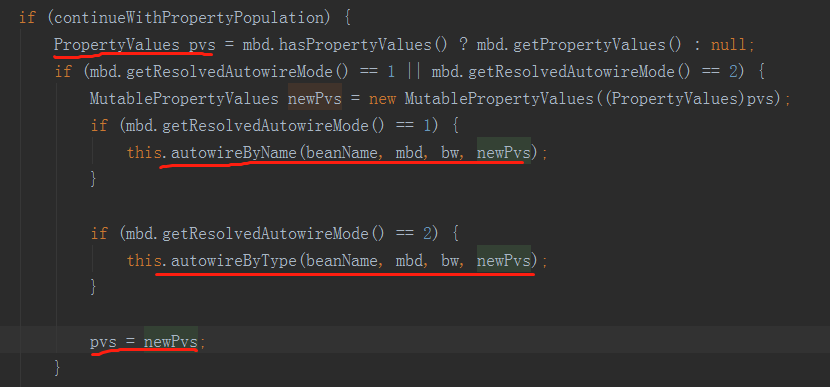 if (continueWithPropertyPopulation) {
PropertyValues pvs = mbd.hasPropertyValues() ? mbd.getPropertyValues() : null;
if (mbd.getResolvedAutowireMode() == 1 || mbd.getResolvedAutowireMode() == 2) {
MutablePropertyValues newPvs = new MutablePropertyValues((PropertyValues)pvs);
if (mbd.getResolvedAutowireMode() == 1) {
this.autowireByName(beanName, mbd, bw, newPvs);
}
if (mbd.getResolvedAutowireMode() == 2) {
this.autowireByType(beanName, mbd, bw, newPvs);
}
pvs = newPvs;
}